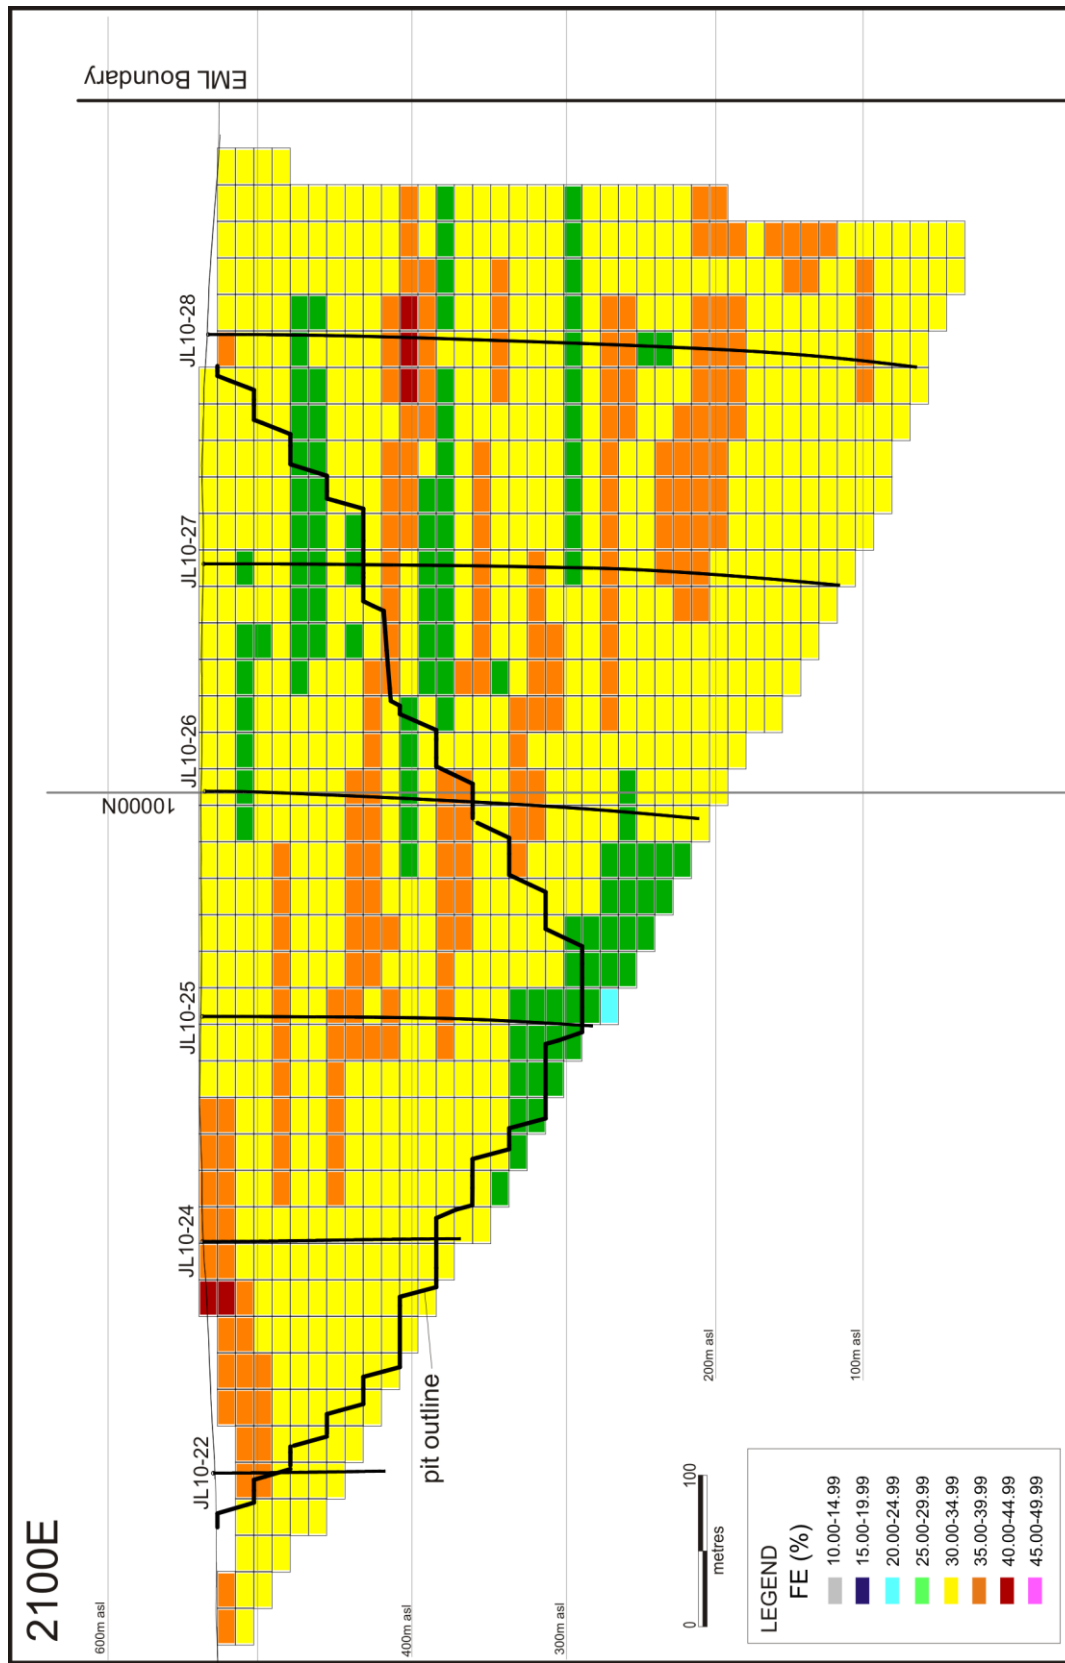 2100E
EML Boundary
JL10-22
JL10-24
JL10-25
JL10-26
JL10-27
JL10-28
10000N
600m asl
400m asl
300m asl
200m asl
100m asl
pit outline
0
100
metres
LEGEND
FE (%)
10.00-14.99
15.00-19.99
20.00-24.99
25.00-29.99
30.00-34.99
35.00-39.99
40.00-44.99
45.00-49.99